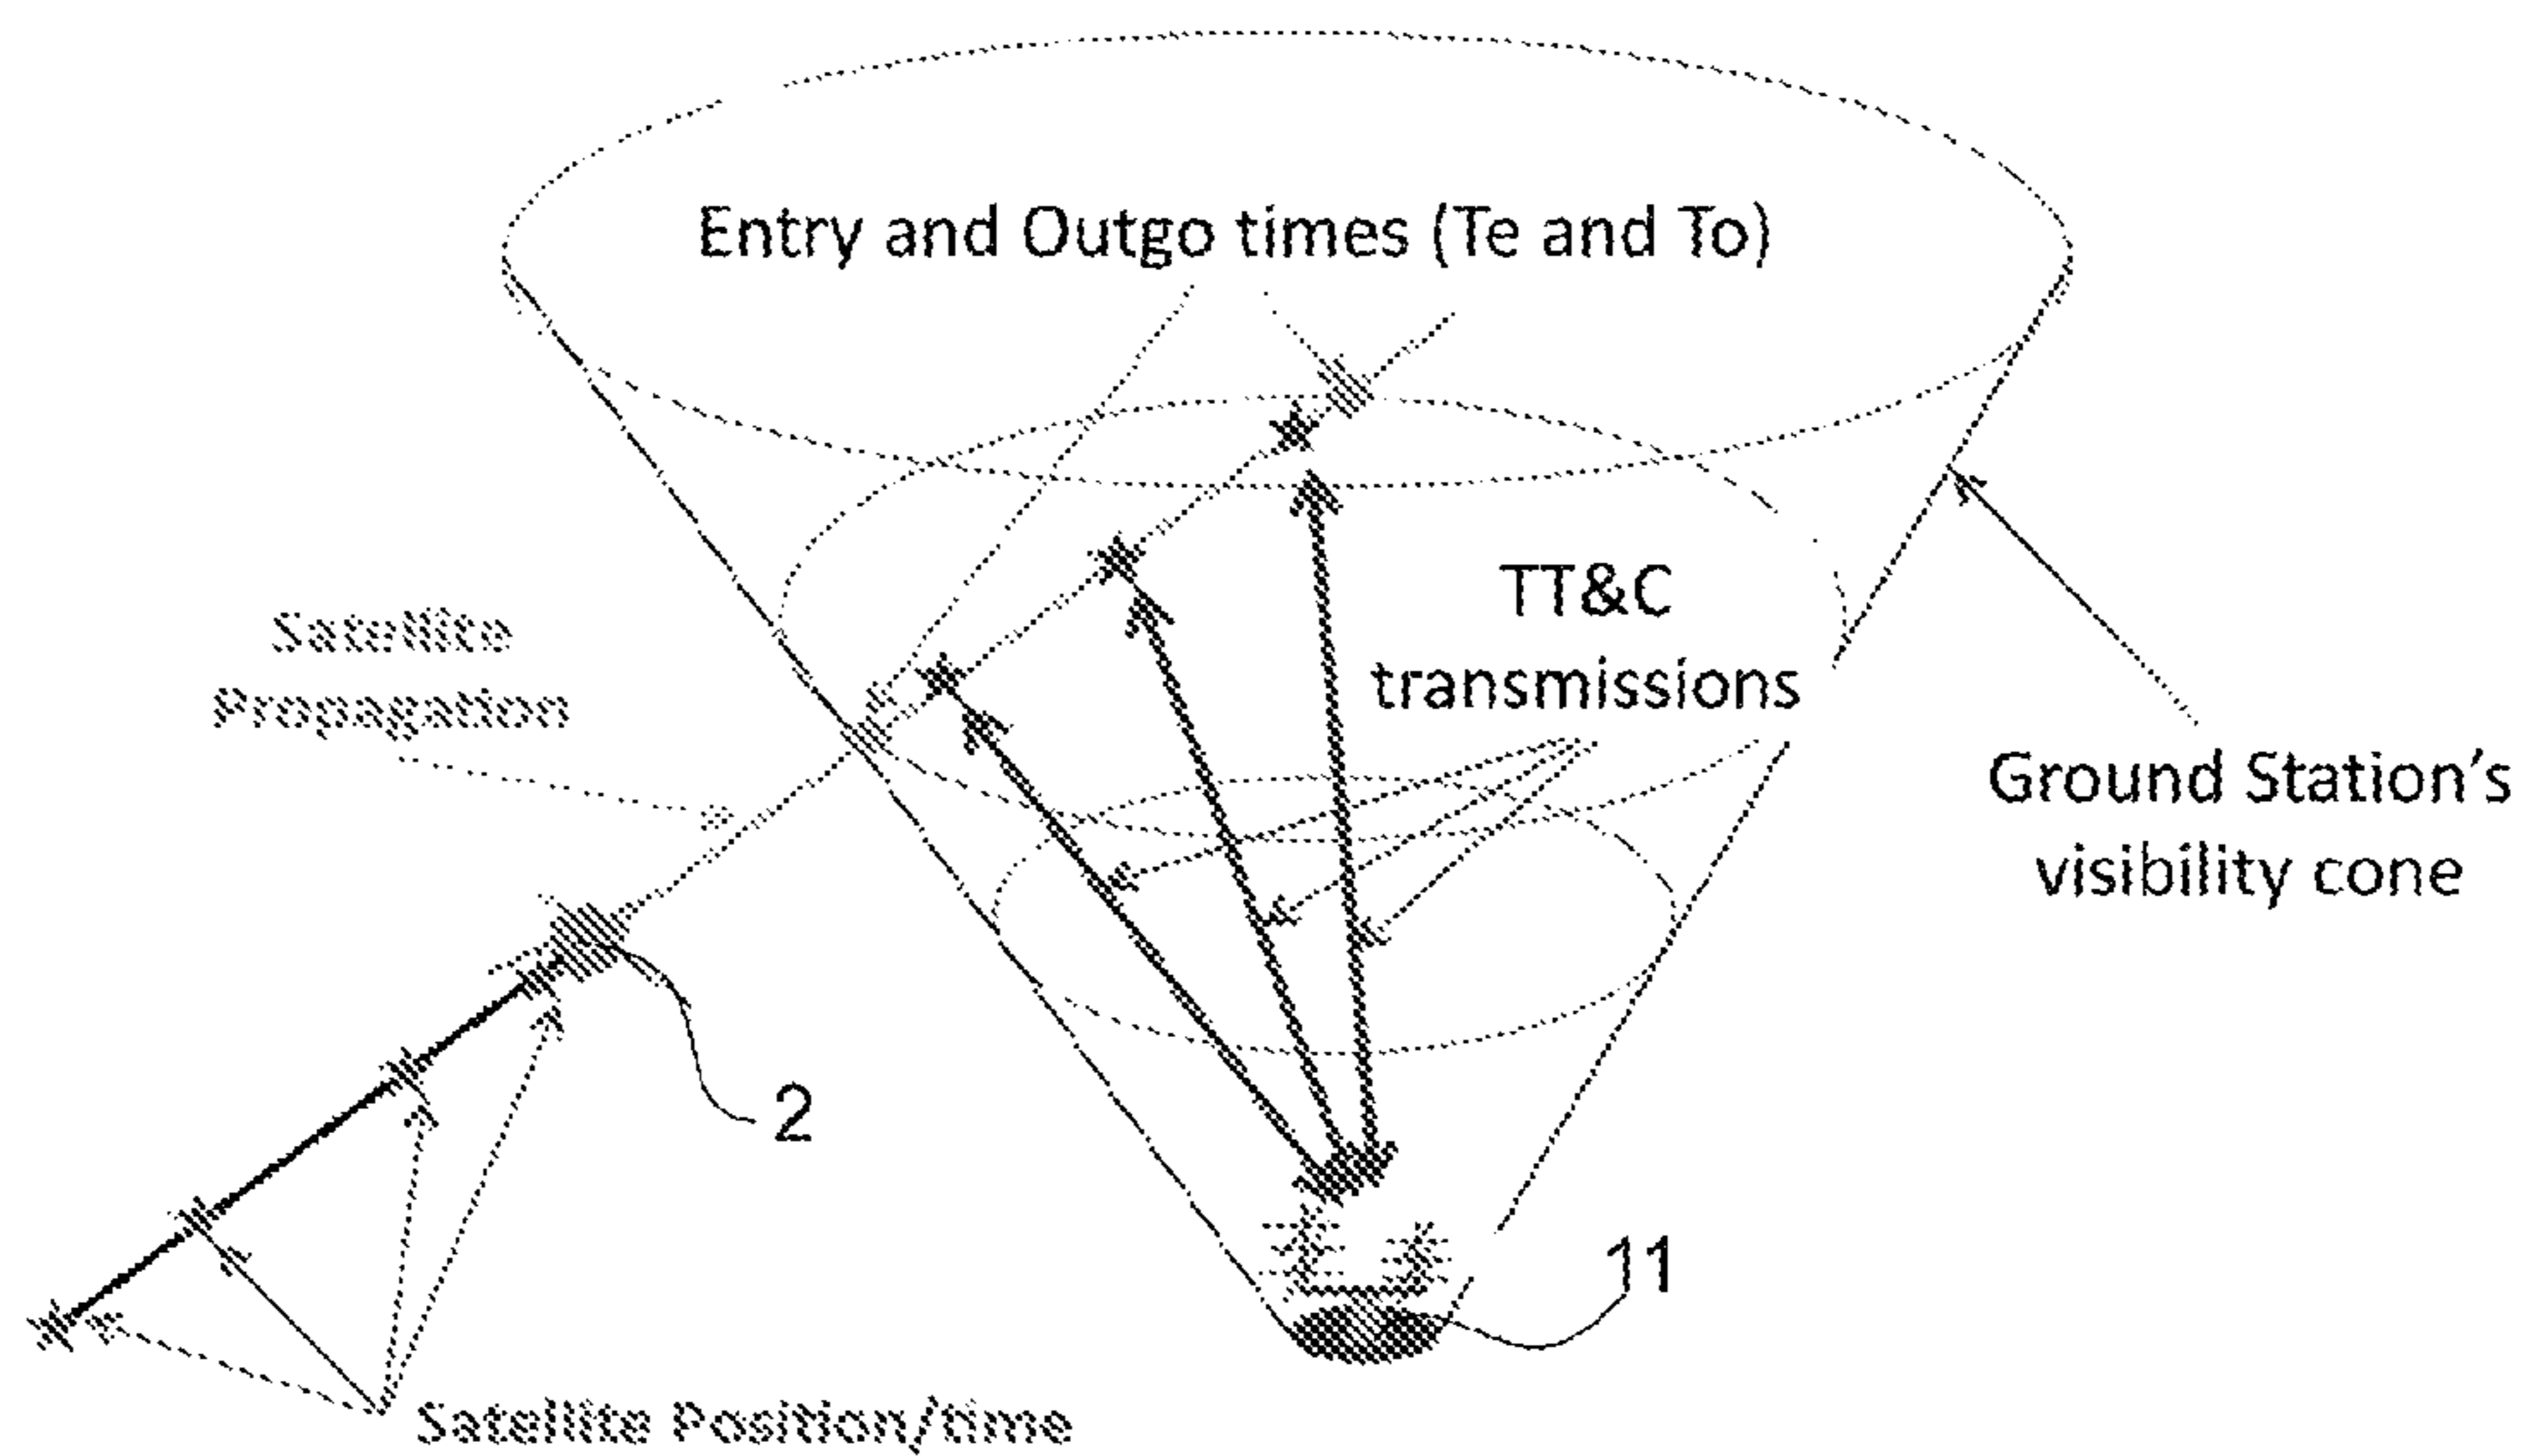 Entry and Outgo times (Te and To)
TT&C
transmissions
Satellite
Propagation
Ground Station's
visibility cone
2
11
Satellite Position/time